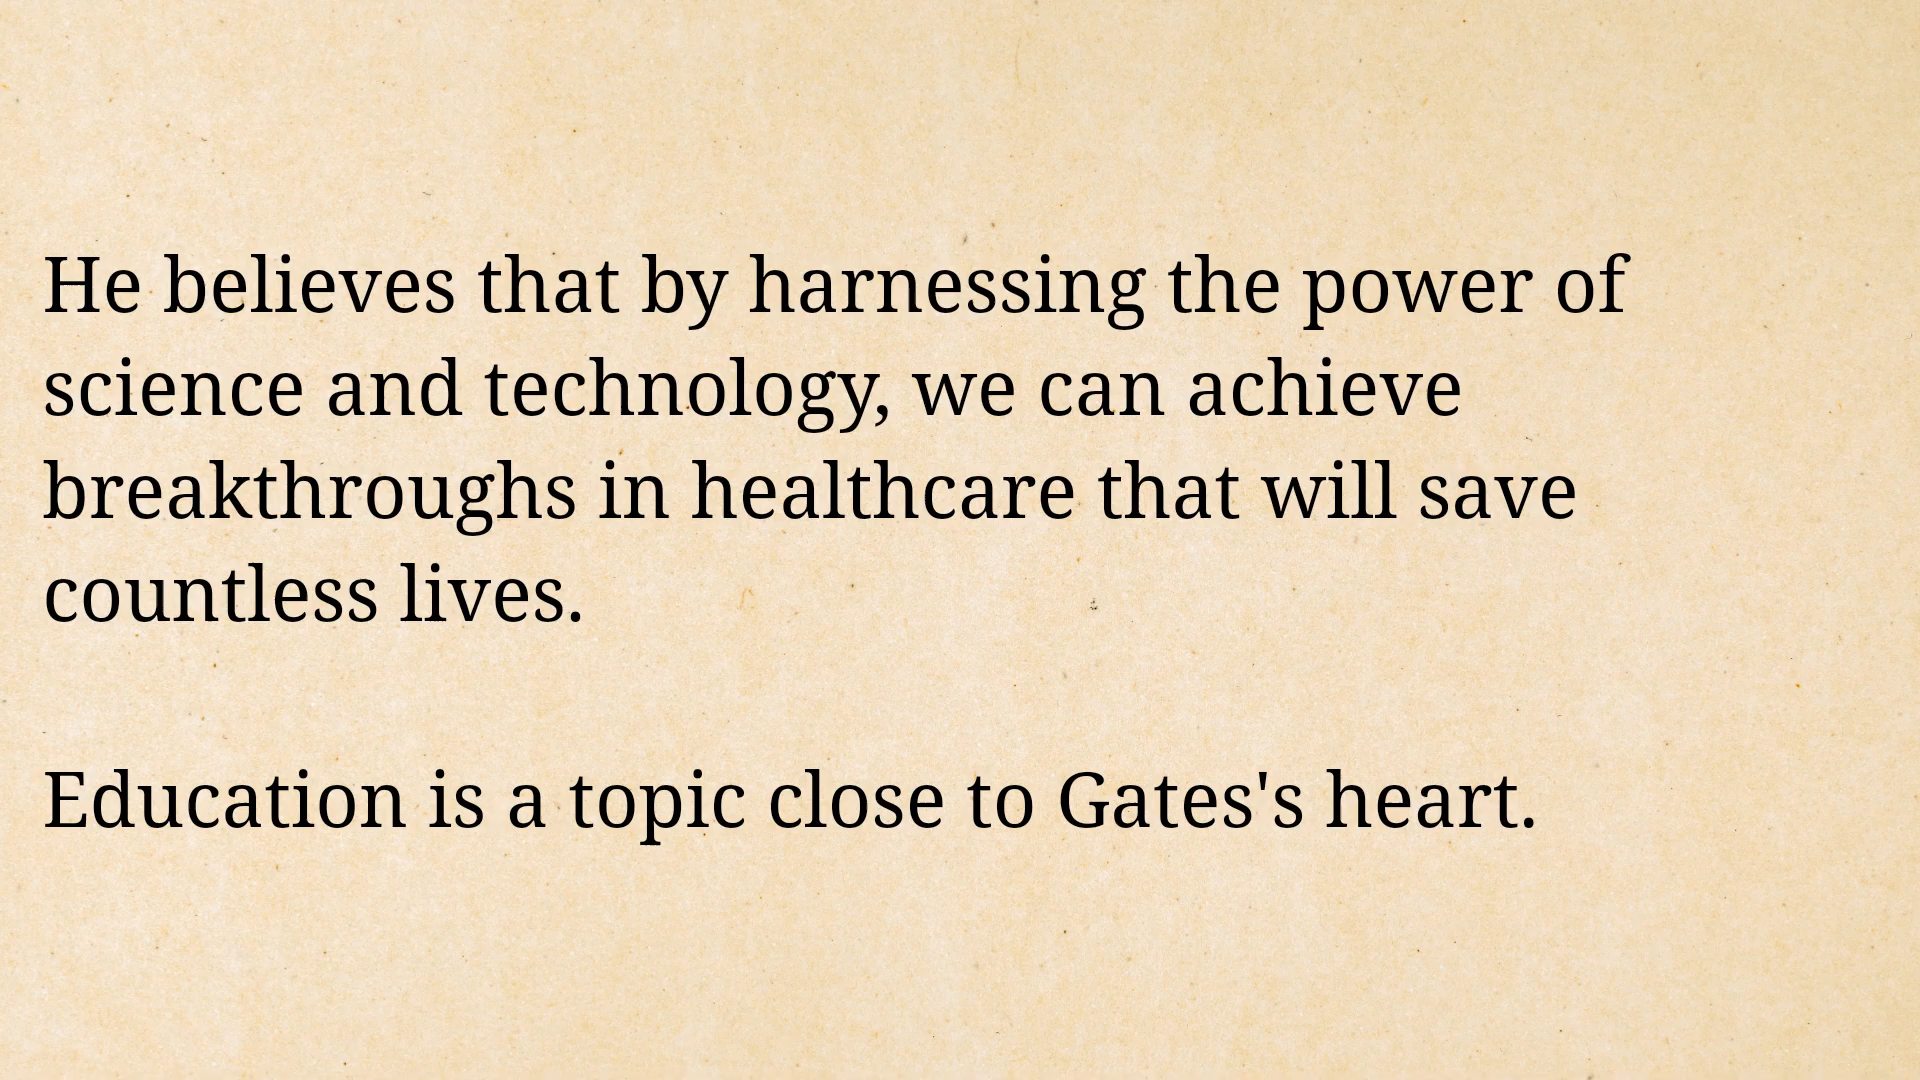 He believes that by harnessing the power of
science and technology, we can achieve
breakthroughs in healthcare that will save
countless lives.
Education is a topic close to Gates's heart.